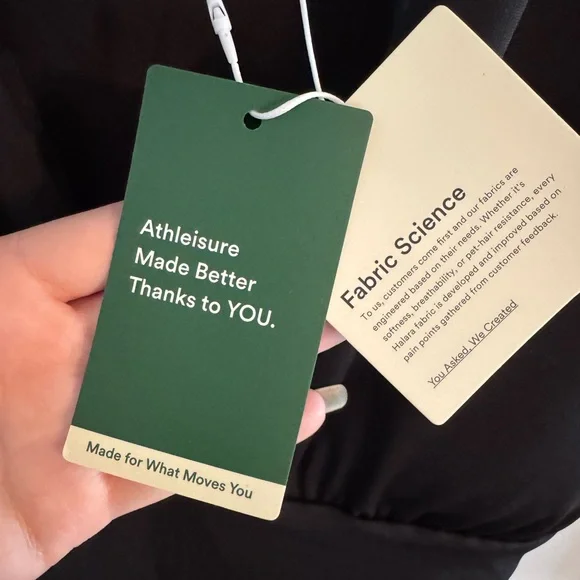 Athleisure
Made Better
Thanks to YOU.
Made for What Moves You
Fabric Science
To us, customers come first and our fabrics are
engineered based on their needs. Whether it's
softness, breathability, or pet-hair resistance, every
Halara fabric is developed and improved based on
pain points gathered from customer feedback.
You Asked, We Created